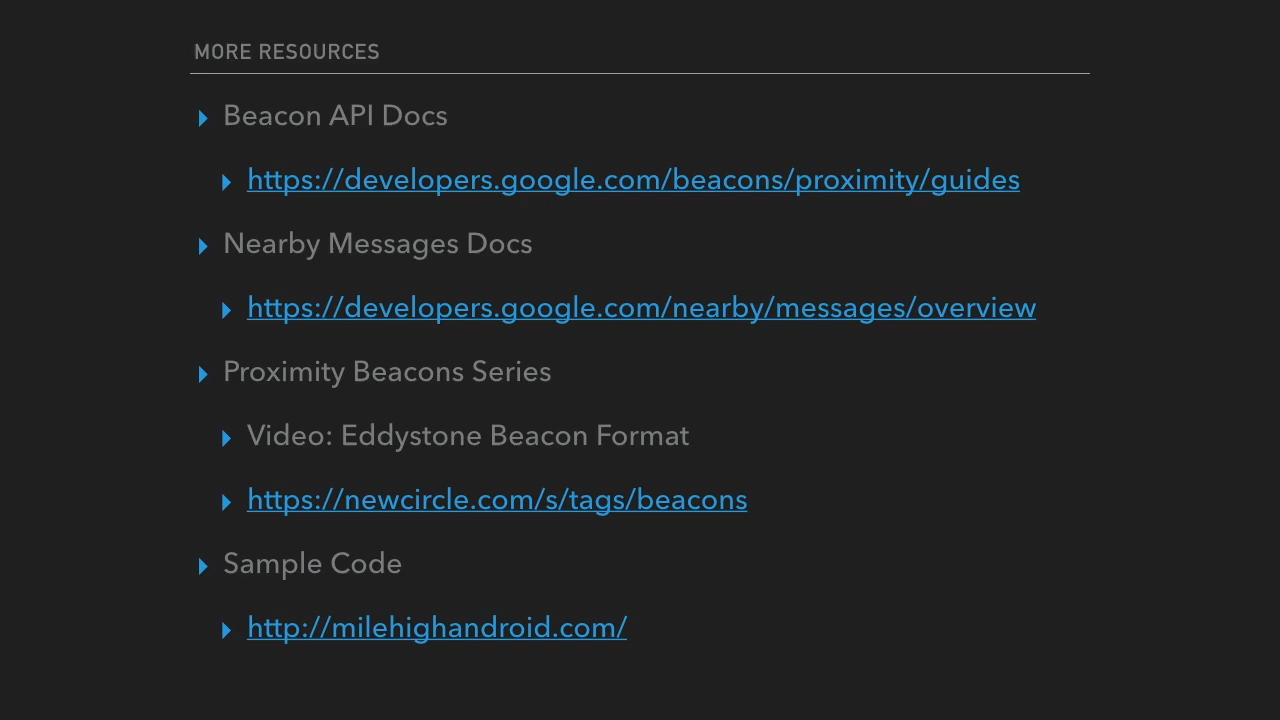 MORE RESOURCES
Beacon API Docs
https://developers.google.com/beacons/proximity/guides
Nearby Messages Docs
https://developers.google.com/nearby/messages/overview
Proximity Beacons Series
Video: Eddystone Beacon Format
https://newcircle.com/s/tags/beacons
Sample Code
http://milehighandroid.com/